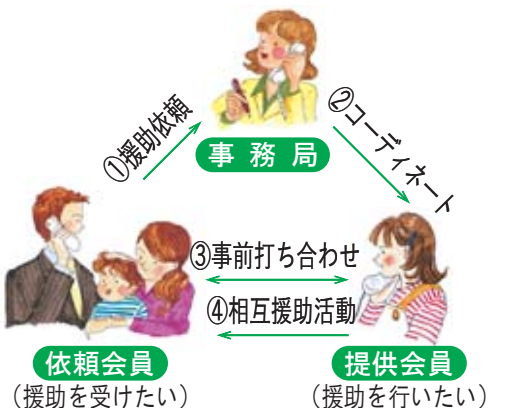 ①援助依頼
②コーディネート
事務局
③事前打ち合わせ
④相互援助活動
依頼会員
(援助を受けたい)
提供会員
(援助を行いたい)